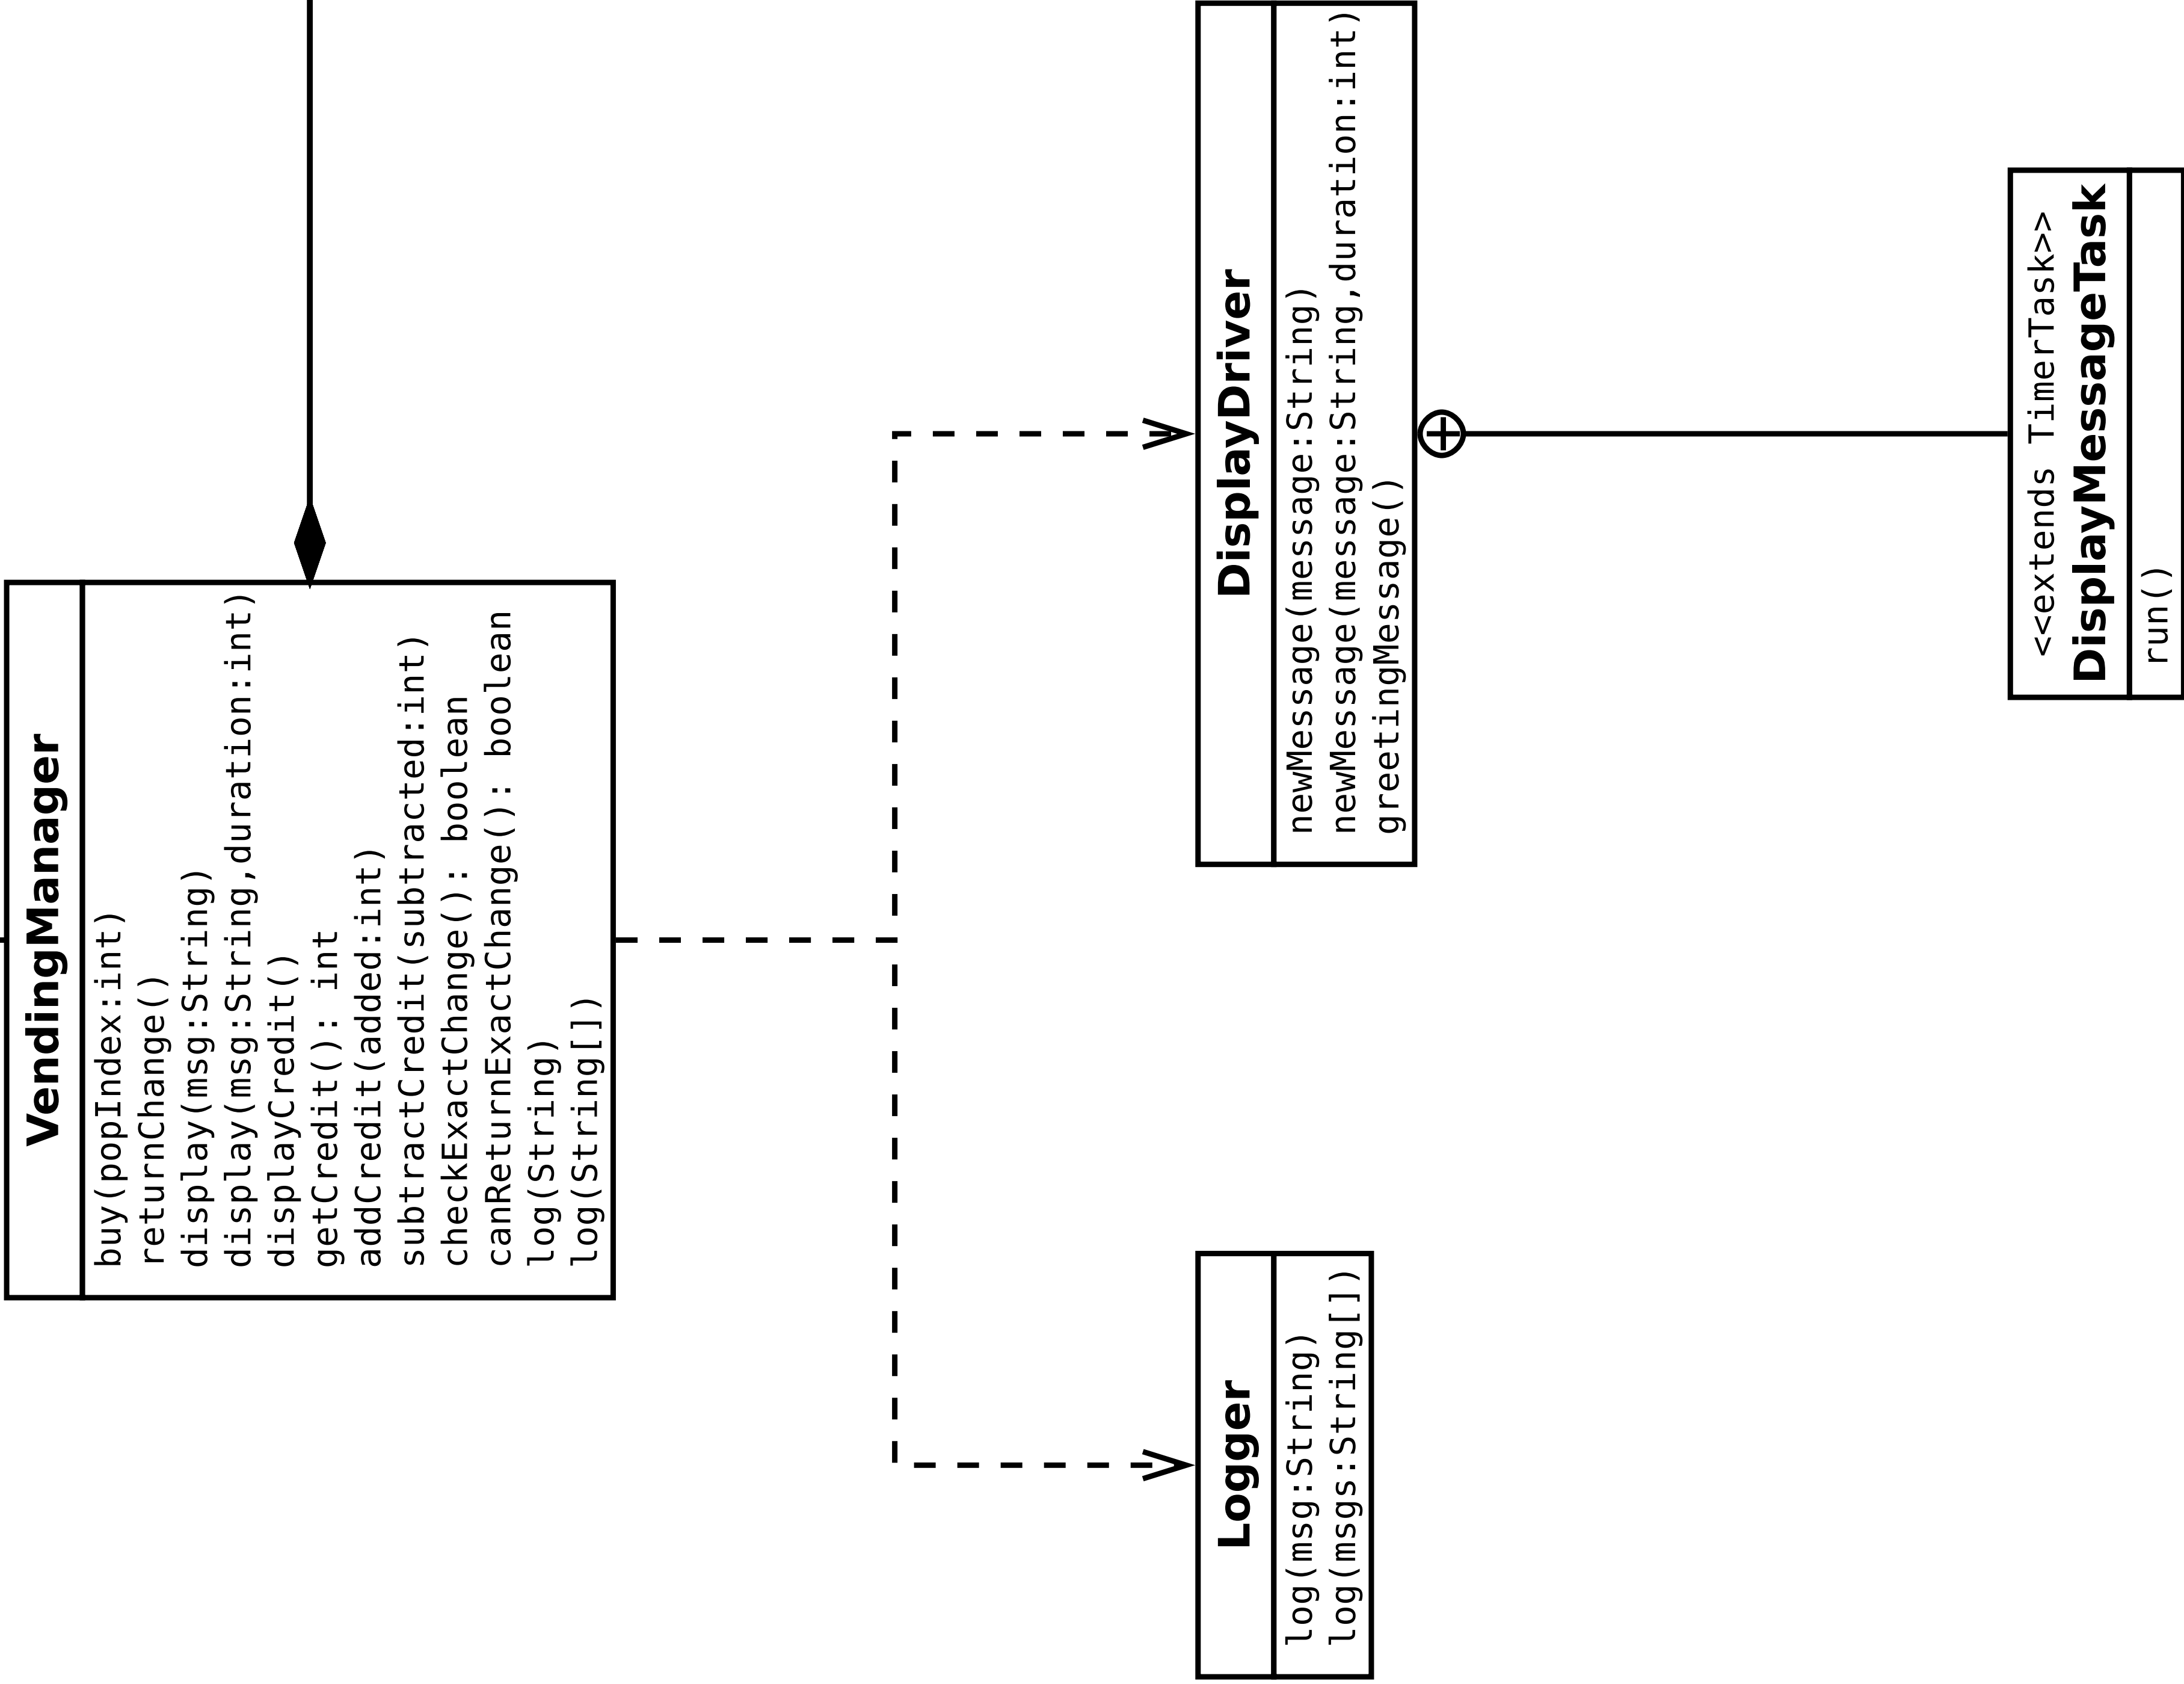 VendingManager
buy(popIndex:int)
returnChange()
display(msg:String)
display(msg:String,duration:int)
displayCredit()
getCredit(): int
addCredit(added:int)
subtractCredit(subtracted:int)
checkExactChange(): boolean
canReturnExactChange(): boolean
log(String)
log(String[])
Logger
log(msg:String)
log(msgs:String[])
DisplayDriver
newMessage(message:String)
newMessage(message:String,duration:int)
greetingMessage()
<<extends TimerTask>>
DisplayMessageTask
run()